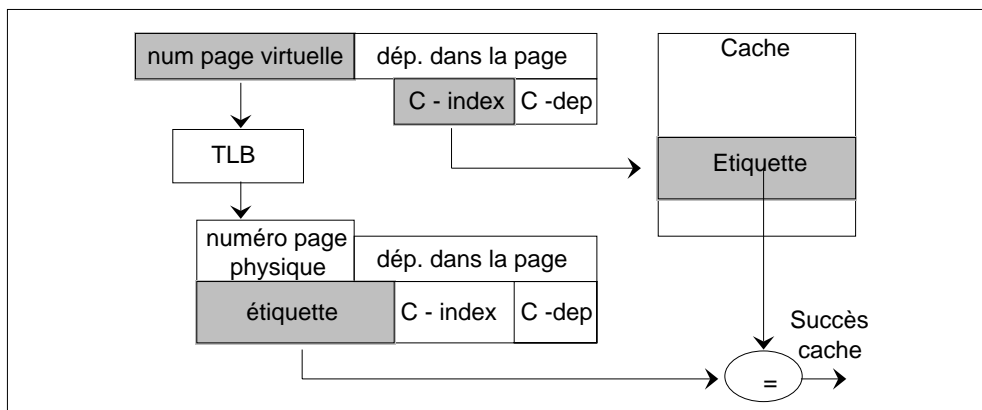 num page virtuelle
dép. dans la page
Cache
C - index
C -dep
TLB
Etiquette
numéro page
physique
dép. dans la page
étiquette
C - index
C -dep
Succès
cache
=